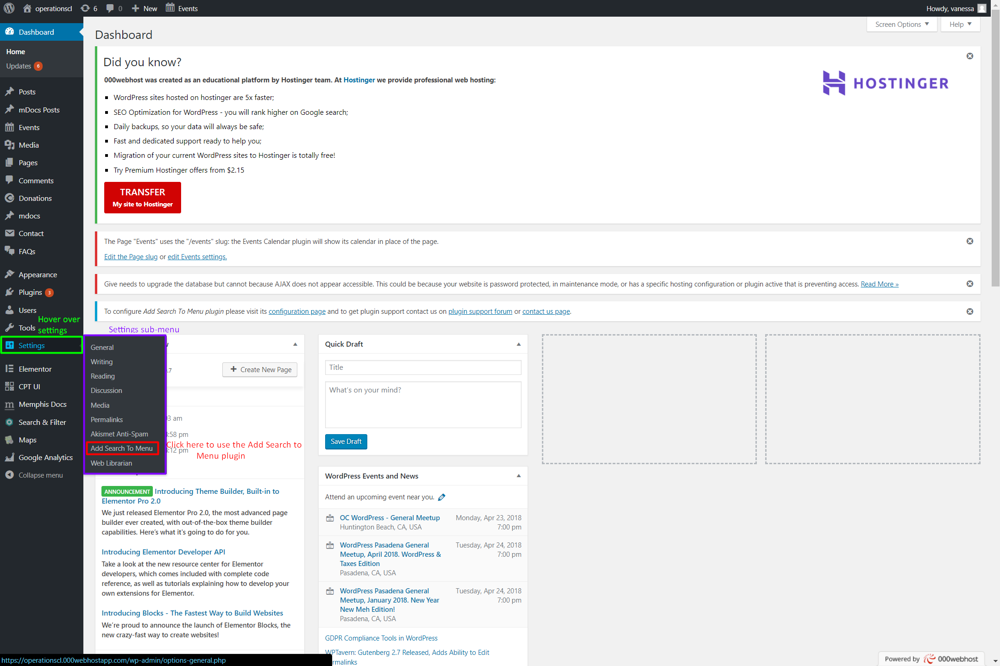 operationscl
6
0
New
Events
Howdy, vanessa
Screen Options
Help
Dashboard
Home
Updates 6
Posts
mDocs Posts
Events
Media
Pages
Comments
Donations
mdocs
Contact
FAQs
Appearance
Plugins 3
Users
Tools
Hover over
settings
Settings
Elementor
CPT UI
Memphis Docs
Search & Filter
Maps
Google Analytics
Collapse menu
Settings sub-menu
General
Writing
Reading
Discussion
Media
Permalinks
Akismet Anti-Spam
Add Search To Menu
Web Librarian
Click here to use the Add Search to
Menu plugin
Dashboard
Did you know?
000webhost was created as an educational platform by Hostinger team. At Hostinger we provide professional web hosting:
WordPress sites hosted on hostinger are 5x faster;
SEO Optimization for WordPress - you will rank higher on Google search;
Daily backups, so your data will always be safe;
Fast and dedicated support ready to help you;
Migration of your current WordPress sites to Hostinger is totally free!
Try Premium Hostinger offers from $2.15
TRANSFER
My site to Hostinger
HOSTINGER
The Page "Events" uses the "/events" slug: the Events Calendar plugin will show its calendar in place of the page.
Edit the Page slug or edit Events settings.
Give needs to upgrade the database but cannot because AJAX does not appear accessible. This could be because your website is password protected, in maintenance mode, or has a specific hosting configuration or plugin active that is preventing access. Read More »
To configure Add Search To Menu plugin please visit its configuration page and to get plugin support contact us on plugin support forum or contact us page.
.7
Create New Page
3 am
:58 pm
:12 pm
ANNOUNCEMENT Introducing Theme Builder, Built-in to
Elementor Pro 2.0
We just released Elementor Pro 2.0, the most advanced page
builder ever created, with out-of-the-box theme builder
capabilities. Here's what it's going to do for you.
Introducing Elementor Developer API
Take a look at the new resource center for Elementor
developers, which comes included with complete code
reference, as well as tutorials explaining how to develop your
own extensions for Elementor.
Introducing Blocks - The Fastest Way to Build Websites
We're proud to announce the launch of Elementor Blocks, the
new crazy-fast way to create websites!
Quick Draft
Title
What's on your mind?
Save Draft
WordPress Events and News
Attend an upcoming event near you.
OC WordPress - General Meetup
Huntington Beach, CA, USA
Monday, Apr 23, 2018
7:00 pm
WordPress Pasadena General
Meetup, April 2018. WordPress &
Taxes Edition
Pasadena, CA, USA
Tuesday, Apr 24, 2018
7:00 pm
WordPress Pasadena General
Meetup, January 2018. New Year
New Meh Edition!
Pasadena, CA, USA
Tuesday, Apr 24, 2018
7:00 pm
GDPR Compliance Tools in WordPress
WPTavern: Gutenberg 2.7 Released, Adds Ability to Edit
rmalinks
https://operationscl.000webhostapp.com/wp-admin/options-general.php
Powered by 000webhost